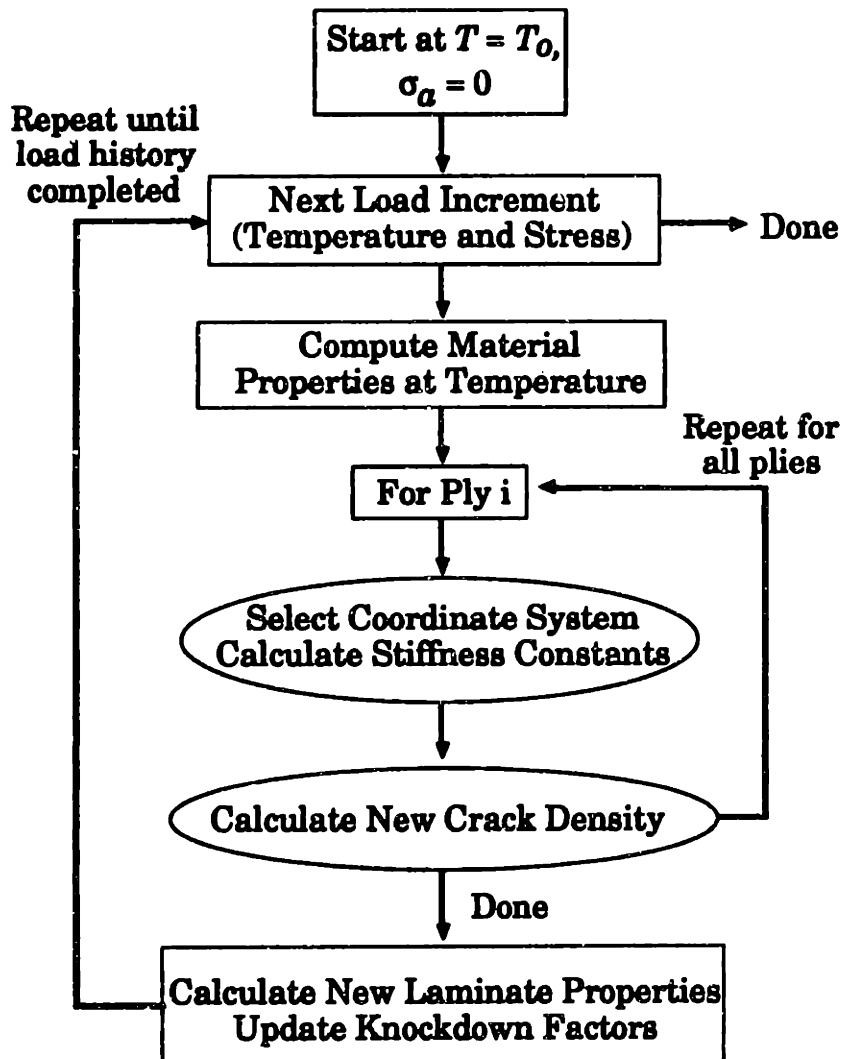 Start at T = To,
σa = 0
Repeat until
load history
completed
Next Load Increment
(Temperature and Stress)
Done
Compute Material
Properties at Temperature
Repeat for
all plies
For Ply i
Select Coordinate System
Calculate Stiffness Constants
Calculate New Crack Density
Done
Calculate New Laminate Properties
Update Knockdown Factors